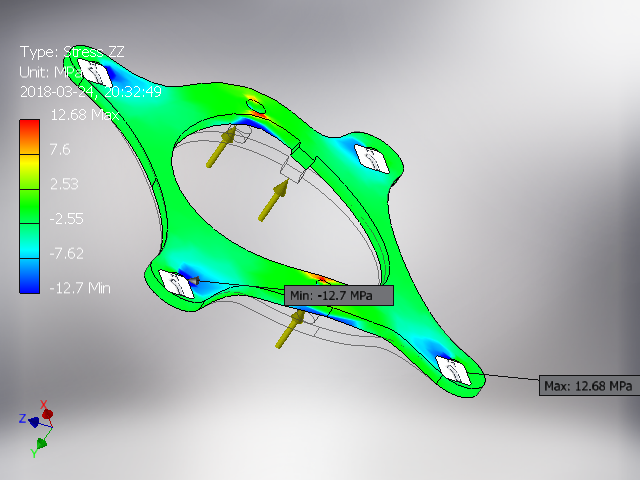 Type: Stress ZZ
Unit: MPa
2018-03-24, 20:32:49
12.68 Max
7.6
2.53
-2.55
-7.62
-12.7 Min
Min: -12.7 MPa
Max: 12.68 MPa
X
Z
Y